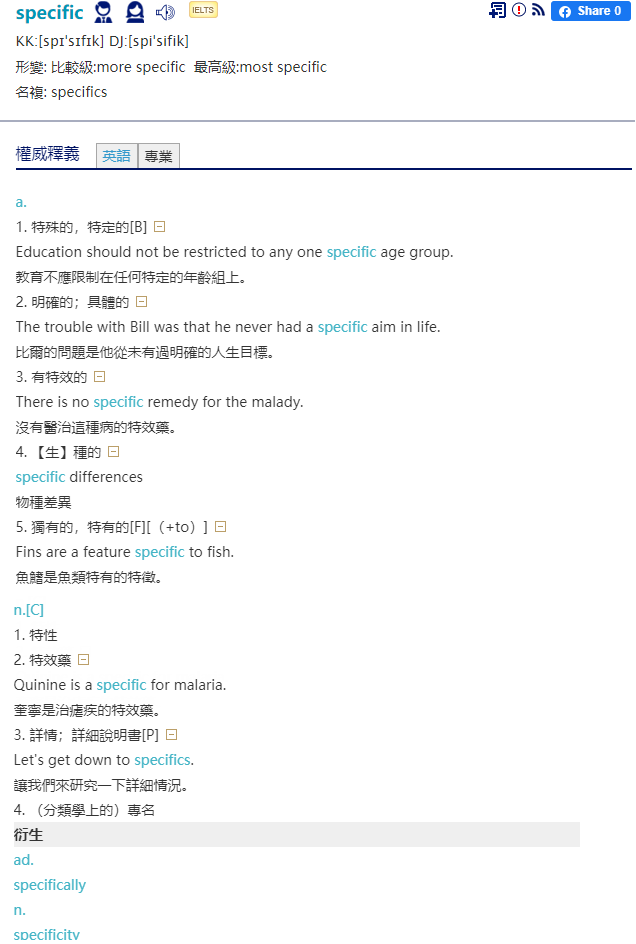 specific IELTS Share 0
KK:[spɪˈsɪfɪk] DJ:[spiˈsifik]
形變: 比較級:more specific 最高級:most specific
名複: specifics
權威釋義 英語 專業
a.
1. 特殊的，特定的[B]
Education should not be restricted to any one specific age group.
教育不應限制在任何特定的年齡組上。
2. 明確的；具體的
The trouble with Bill was that he never had a specific aim in life.
比爾的問題是他從未有過明確的人生目標。
3. 有特效的
There is no specific remedy for the malady.
沒有醫治這種病的特效藥。
4. 【生】種的
specific differences
物種差異
5. 獨有的，特有的[F][（+to）]
Fins are a feature specific to fish.
魚鰭是魚類特有的特徵。
n.[C]
1. 特性
2. 特效藥
Quinine is a specific for malaria.
奎寧是治瘧疾的特效藥。
3. 詳情；詳細說明書[P]
Let's get down to specifics.
讓我們來研究一下詳細情況。
4. （分類學上的）專名
衍生
ad.
specifically
n.
specificity